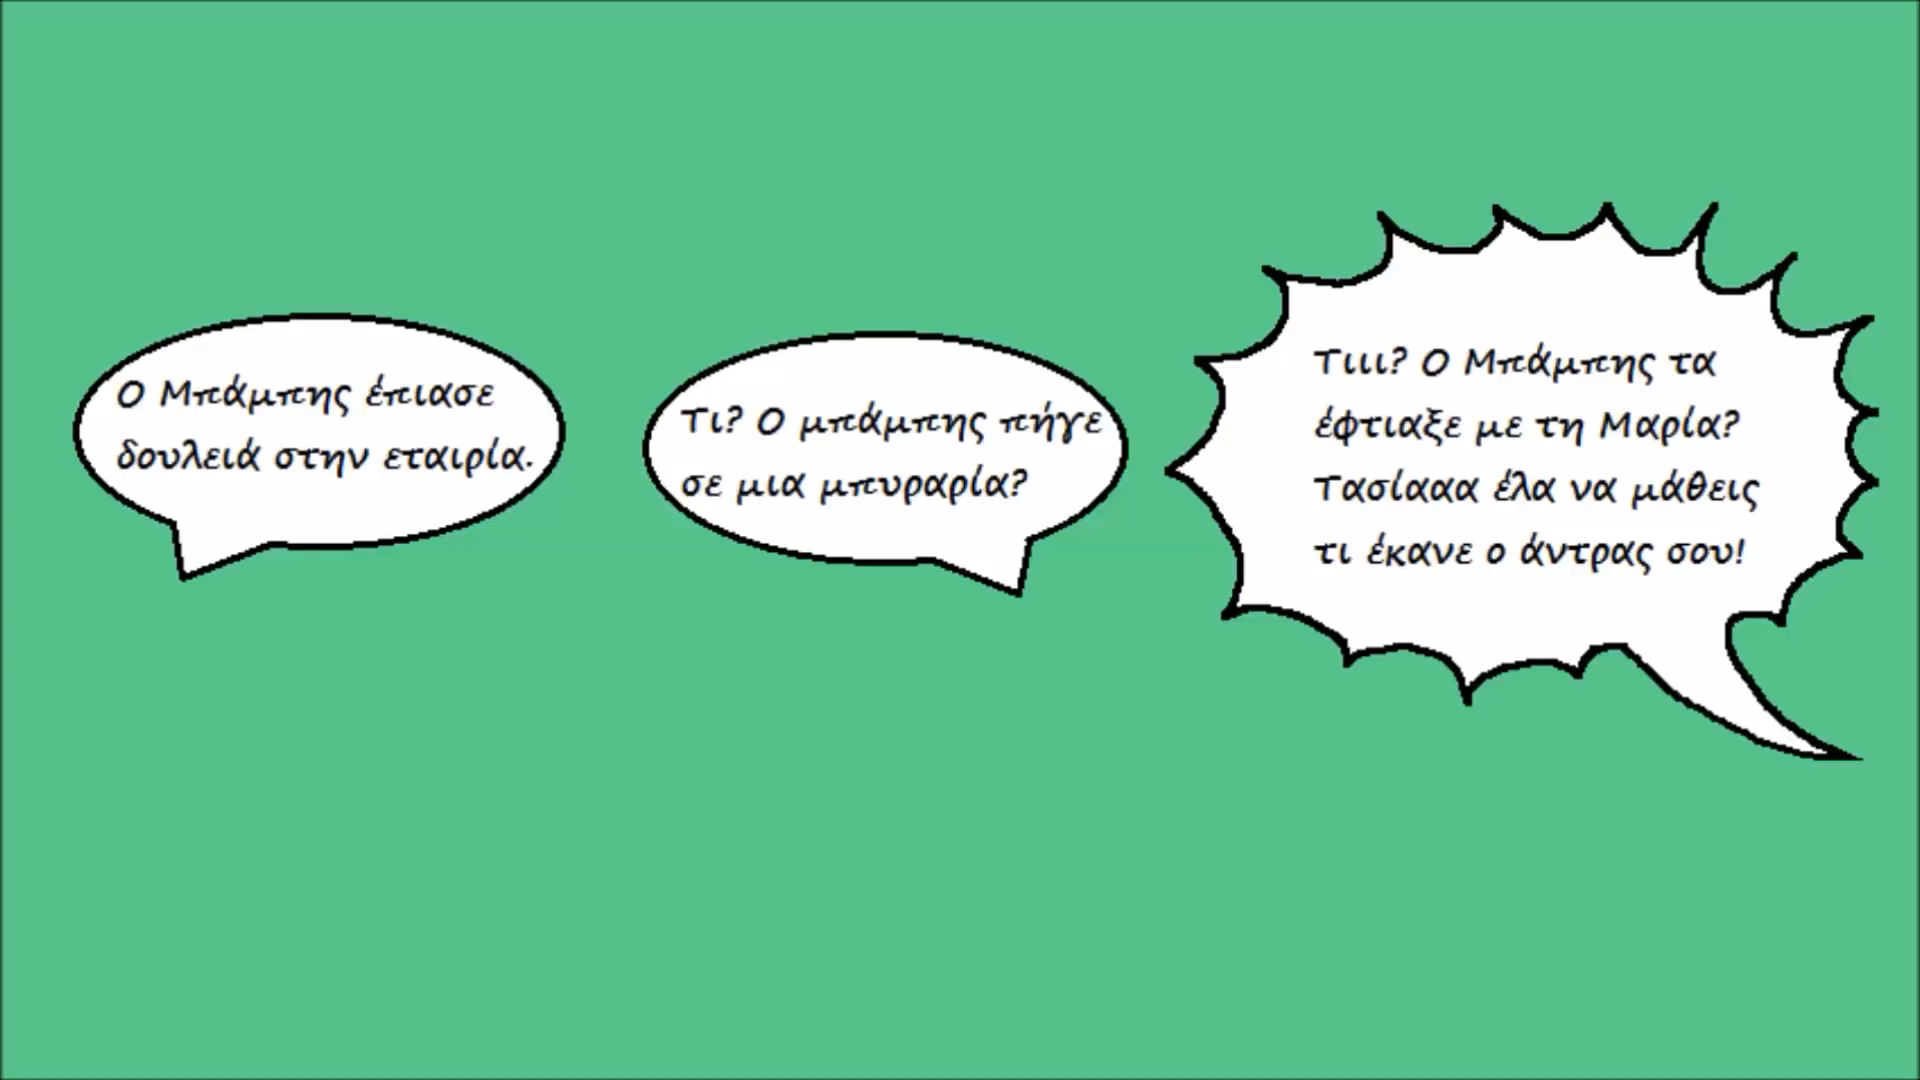 Ο Μπάμπης έπιασε
δουλειά στην εταιρία.
Τι? Ο μπάμπης πήγε
σε μια μπυραρία?
Τιιι? Ο Μπάμπης τα
έφτιαξε με τη Μαρία?
Τασίααα έλα να μάθεις
τι έκανε ο άντρας σου!